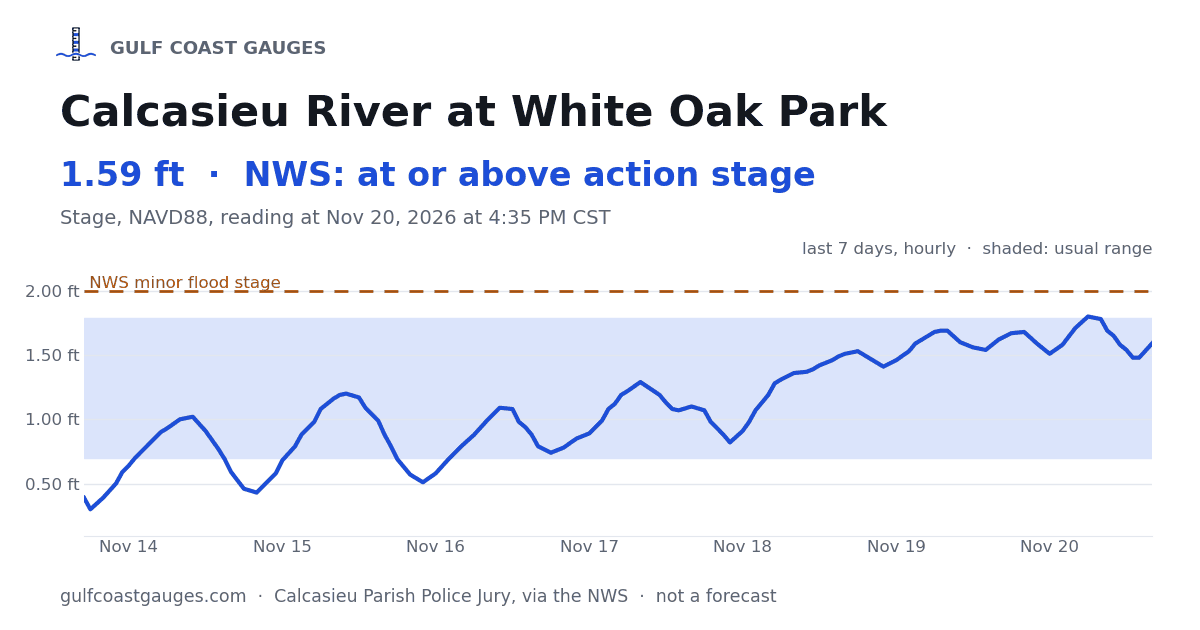 GULF COAST GAUGES
Calcasieu River at White Oak Park
1.59 ft · NWS: at or above action stage
Stage, NAVD88, reading at Nov 20, 2026 at 4:35 PM CST
last 7 days, hourly · shaded: usual range
NWS minor flood stage
2.00 ft
1.50 ft
1.00 ft
0.50 ft
Nov 14 Nov 15 Nov 16 Nov 17 Nov 18 Nov 19 Nov 20
gulfcoastgauges.com · Calcasieu Parish Police Jury, via the NWS · not a forecast